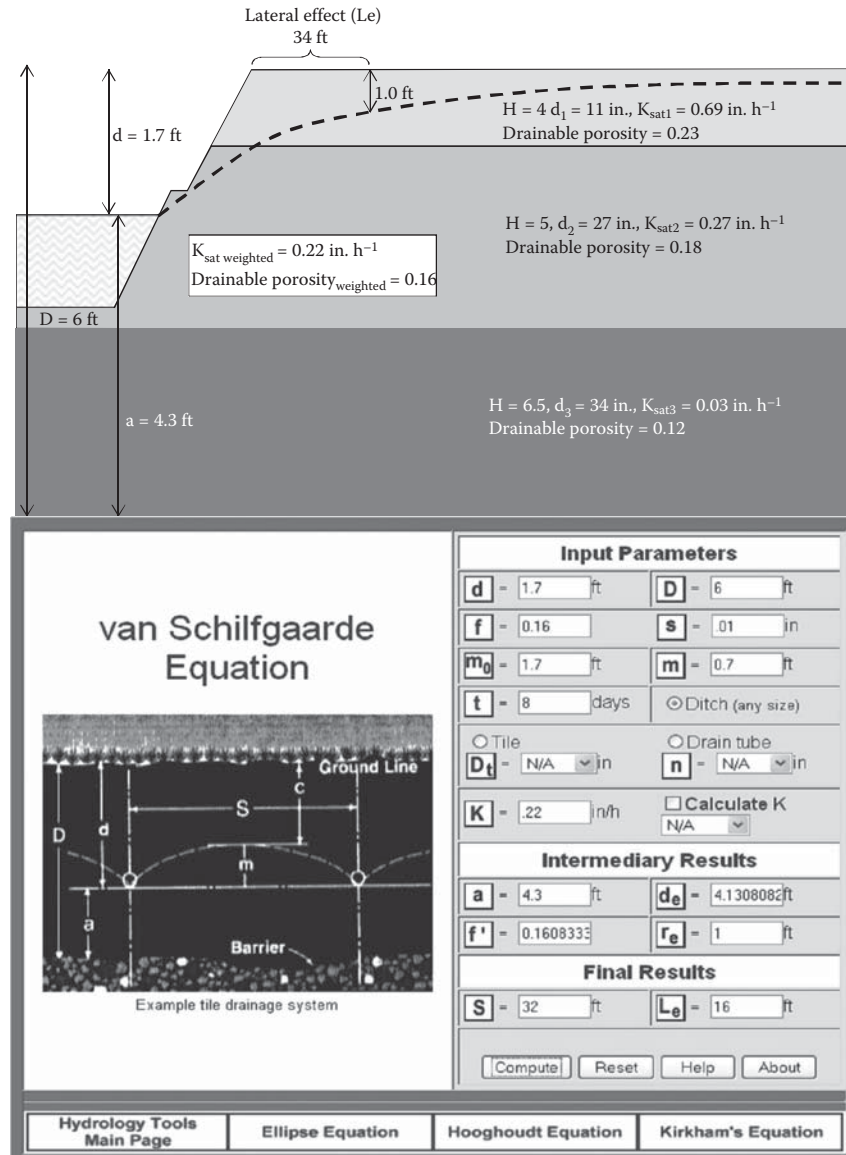 Lateral effect (Le)
34 ft
1.0 ft
d = 1.7 ft
H = 4 d₁ = 11 in., Ksat1 = 0.69 in. h⁻¹
Drainable porosity = 0.23
H = 5, d₂ = 27 in., Ksat2 = 0.27 in. h⁻¹
Drainable porosity = 0.18
Ksat weighted = 0.22 in. h⁻¹
Drainable porosityweighted = 0.16
D = 6 ft
a = 4.3 ft
H = 6.5, d₃ = 34 in., Ksat3 = 0.03 in. h⁻¹
Drainable porosity = 0.12
van Schilfgaarde
Equation
Ground Line
c
S
D
d
m
a
Barrier
Example tile drainage system
Input Parameters
d = 1.7 ft D = 6 ft
f = 0.16 s = .01 in
m₀ = 1.7 ft m = 0.7 ft
t = 8 days Ditch (any size)
Tile Drain tube
Dt = N/A in n = N/A in
K = .22 in/h Calculate K
N/A
Intermediary Results
a = 4.3 ft de = 4.1308082 ft
f' = 0.1608333 re = 1 ft
Final Results
S = 32 ft Le = 16 ft
Compute Reset Help About
Hydrology Tools
Main Page
Ellipse Equation
Hooghoudt Equation
Kirkham's Equation